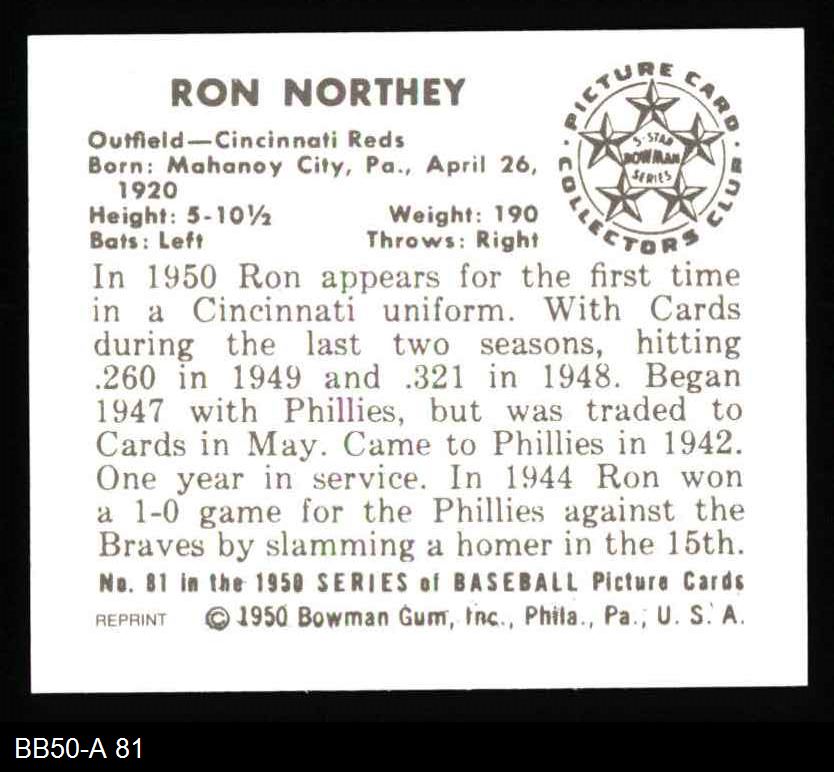 RON NORTHEY
PICTURE CARD
COLLECTORS CLUB
5-STAR
BOWMAN
SERIES
Outfield—Cincinnati Reds
Born: Mahanoy City, Pa., April 26,
1920
Height: 5-10½ Weight: 190
Bats: Left Throws: Right
In 1950 Ron appears for the first time
in a Cincinnati uniform. With Cards
during the last two seasons, hitting
.260 in 1949 and .321 in 1948. Began
1947 with Phillies, but was traded to
Cards in May. Came to Phillies in 1942.
One year in service. In 1944 Ron won
a 1-0 game for the Phillies against the
Braves by slamming a homer in the 15th.
No. 81 in the 1950 SERIES of BASEBALL Picture Cards
REPRINT © 1950 Bowman Gum, Inc., Phila., Pa., U. S. A.
BB50-A 81